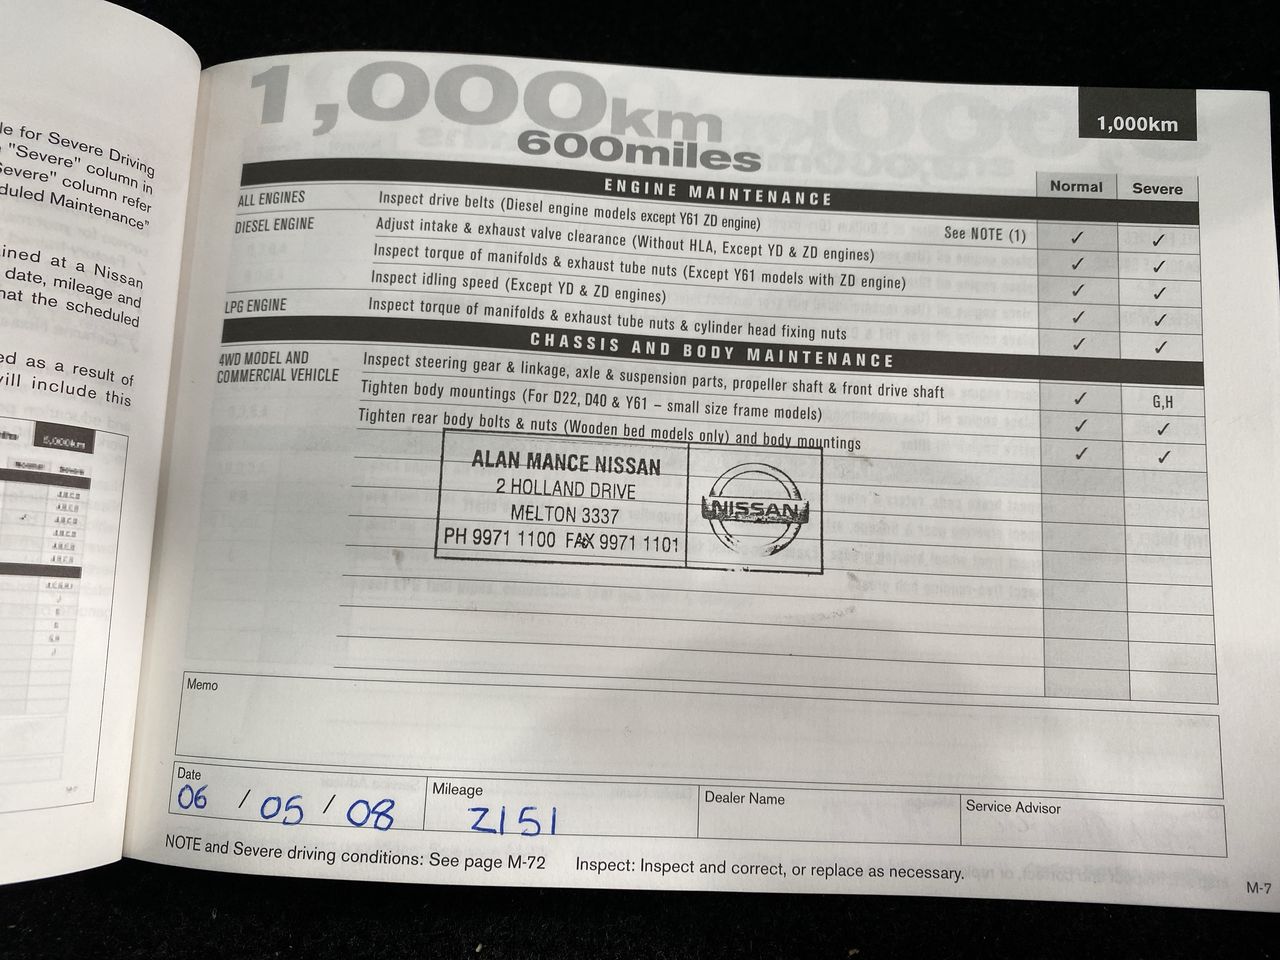 le for Severe Driving
"Severe" column in
Severe" column refer
duled Maintenance"
ined at a Nissan
date, mileage and
hat the scheduled
ed as a result of
vill include this
5,000km
1,000km
600miles
1,000km
Normal Severe
ENGINE MAINTENANCE
ALL ENGINES Inspect drive belts (Diesel engine models except Y61 ZD engine) ✓ ✓
DIESEL ENGINE Adjust intake & exhaust valve clearance (Without HLA, Except YD & ZD engines) See NOTE (1) ✓ ✓
Inspect torque of manifolds & exhaust tube nuts (Except Y61 models with ZD engine) ✓ ✓
Inspect idling speed (Except YD & ZD engines) ✓ ✓
LPG ENGINE Inspect torque of manifolds & exhaust tube nuts & cylinder head fixing nuts ✓ ✓
CHASSIS AND BODY MAINTENANCE
4WD MODEL AND
COMMERCIAL VEHICLE
Inspect steering gear & linkage, axle & suspension parts, propeller shaft & front drive shaft ✓ G,H
Tighten body mountings (For D22, D40 & Y61 – small size frame models) ✓ ✓
Tighten rear body bolts & nuts (Wooden bed models only) and body mountings ✓ ✓
ALAN MANCE NISSAN
2 HOLLAND DRIVE
MELTON 3337
PH 9971 1100 FAX 9971 1101
NISSAN
Memo
Date
06 / 05 / 08
Mileage
2151
Dealer Name
Service Advisor
NOTE and Severe driving conditions: See page M-72 Inspect: Inspect and correct, or replace as necessary.
M-7